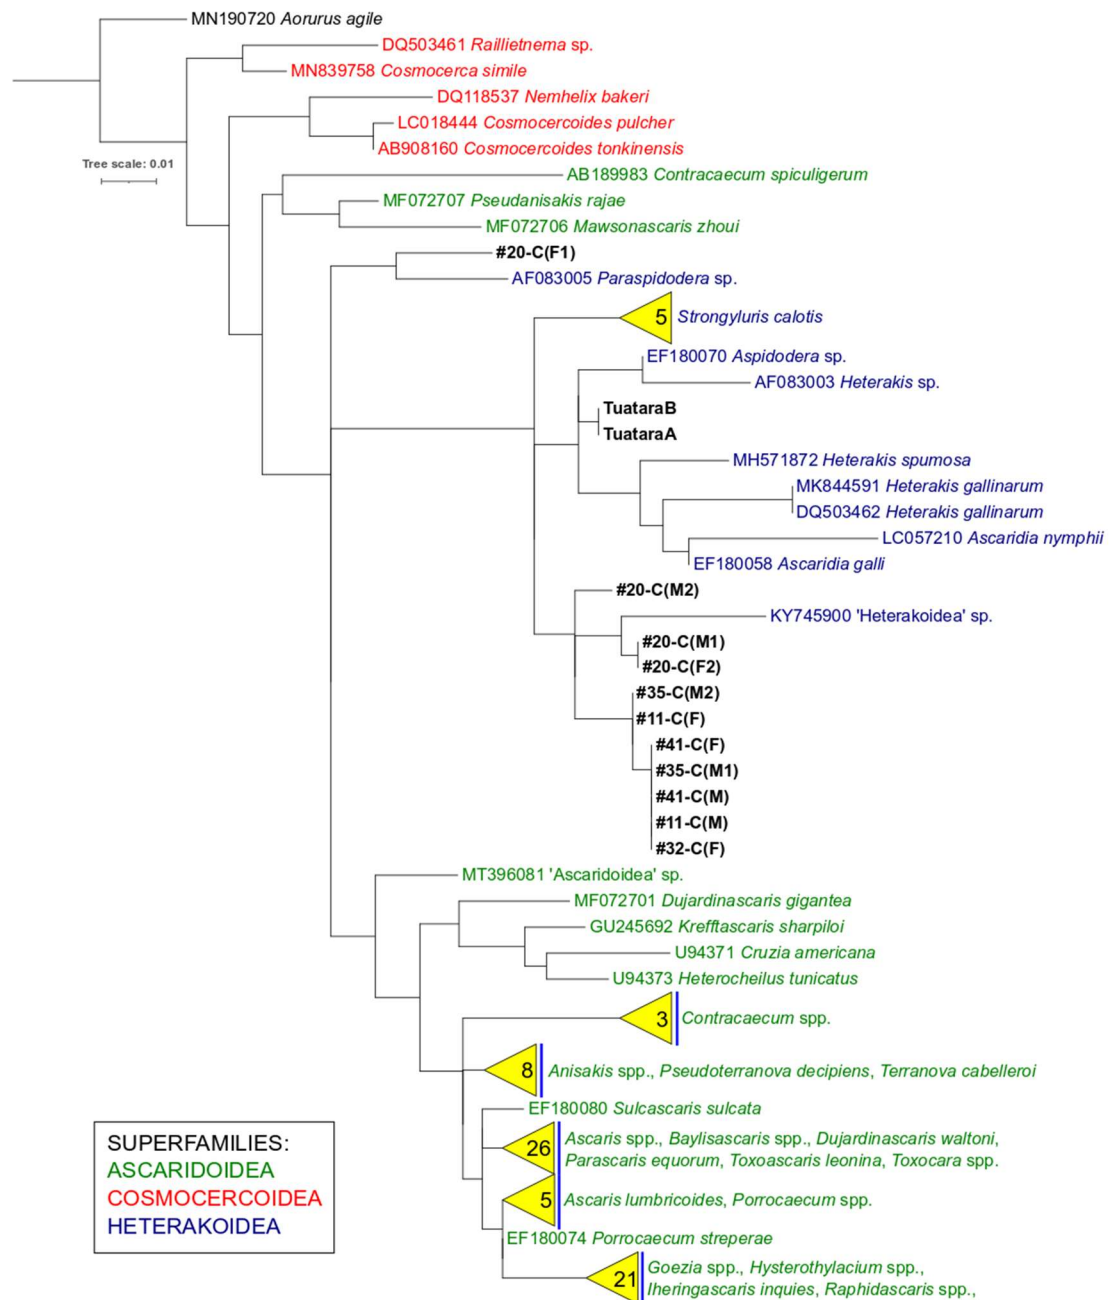 MN190720 Aorurus agile
DQ503461 Raillietnema sp.
MN839758 Cosmocerca simile
DQ118537 Nemhelix bakeri
LC018444 Cosmocercoides pulcher
AB908160 Cosmocercoides tonkinensis
Tree scale: 0.01
AB189983 Contracaecum spiculigerum
MF072707 Pseudanisakis rajae
MF072706 Mawsonascaris zhoui
#20-C(F1)
AF083005 Paraspidodera sp.
5 Strongyluris calotis
EF180070 Aspidodera sp.
AF083003 Heterakis sp.
TuataraB
TuataraA
MH571872 Heterakis spumosa
MK844591 Heterakis gallinarum
DQ503462 Heterakis gallinarum
LC057210 Ascaridia nymphii
EF180058 Ascaridia galli
#20-C(M2)
KY745900 'Heterakoidea' sp.
#20-C(M1)
#20-C(F2)
#35-C(M2)
#11-C(F)
#41-C(F)
#35-C(M1)
#41-C(M)
#11-C(M)
#32-C(F)
MT396081 'Ascaridoidea' sp.
MF072701 Dujardinascaris gigantea
GU245692 Krefftascaris sharpiloi
U94371 Cruzia americana
U94373 Heterocheilus tunicatus
3 Contracaecum spp.
8 Anisakis spp., Pseudoterranova decipiens, Terranova cabelleroi
EF180080 Sulcascaris sulcata
26 Ascaris spp., Baylisascaris spp., Dujardinascaris waltoni,
Parascaris equorum, Toxoascaris leonina, Toxocara spp.
5 Ascaris lumbricoides, Porrocaecum spp.
EF180074 Porrocaecum streperae
21 Goezia spp., Hysterothylacium spp.,
Iheringascaris inquies, Raphidascaris spp.,
SUPERFAMILIES:
ASCARIDOIDEA
COSMOCERCOIDEA
HETERAKOIDEA